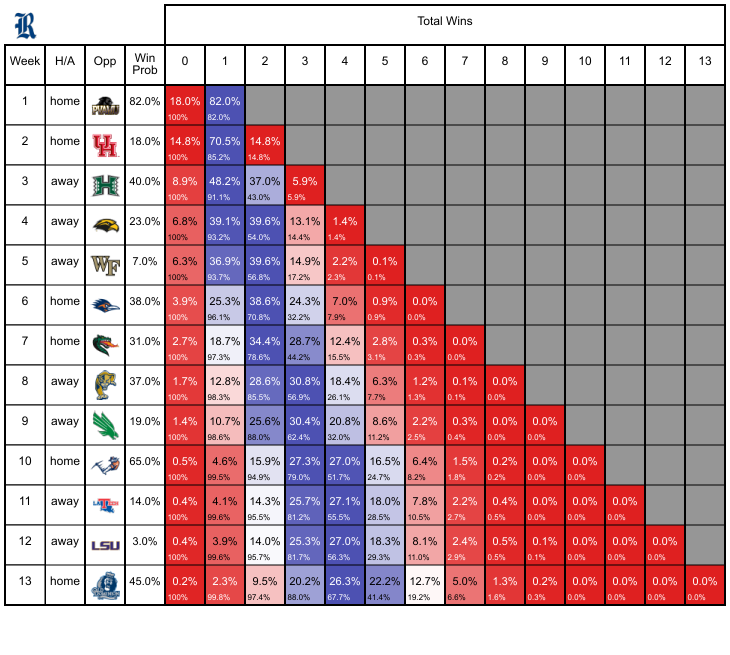 R
Total Wins
Week H/A Opp Win Prob 0 1 2 3 4 5 6 7 8 9 10 11 12 13
1 home PVAMU 82.0% 18.0% 82.0%
100% 82.0%
2 home UH 18.0% 14.8% 70.5% 14.8%
100% 85.2% 14.8%
3 away H 40.0% 8.9% 48.2% 37.0% 5.9%
100% 91.1% 43.0% 5.9%
4 away 23.0% 6.8% 39.1% 39.6% 13.1% 1.4%
100% 93.2% 54.0% 14.4% 1.4%
5 away WF 7.0% 6.3% 36.9% 39.6% 14.9% 2.2% 0.1%
100% 93.7% 56.8% 17.2% 2.3% 0.1%
6 home 38.0% 3.9% 25.3% 38.6% 24.3% 7.0% 0.9% 0.0%
100% 96.1% 70.8% 32.2% 7.9% 0.9% 0.0%
7 home 31.0% 2.7% 18.7% 34.4% 28.7% 12.4% 2.8% 0.3% 0.0%
100% 97.3% 78.6% 44.2% 15.5% 3.1% 0.3% 0.0%
8 away 37.0% 1.7% 12.8% 28.6% 30.8% 18.4% 6.3% 1.2% 0.1% 0.0%
100% 98.3% 85.5% 56.9% 26.1% 7.7% 1.3% 0.1% 0.0%
9 away 19.0% 1.4% 10.7% 25.6% 30.4% 20.8% 8.6% 2.2% 0.3% 0.0% 0.0%
100% 98.6% 88.0% 62.4% 32.0% 11.2% 2.5% 0.4% 0.0% 0.0%
10 home 65.0% 0.5% 4.6% 15.9% 27.3% 27.0% 16.5% 6.4% 1.5% 0.2% 0.0% 0.0%
100% 99.5% 94.9% 79.0% 51.7% 24.7% 8.2% 1.8% 0.2% 0.0% 0.0%
11 away 14.0% 0.4% 4.1% 14.3% 25.7% 27.1% 18.0% 7.8% 2.2% 0.4% 0.0% 0.0% 0.0%
100% 99.6% 95.5% 81.2% 55.5% 28.5% 10.5% 2.7% 0.5% 0.0% 0.0% 0.0%
12 away LSU 3.0% 0.4% 3.9% 14.0% 25.3% 27.0% 18.3% 8.1% 2.4% 0.5% 0.1% 0.0% 0.0% 0.0%
100% 99.6% 95.7% 81.7% 56.3% 29.3% 11.0% 2.9% 0.5% 0.1% 0.0% 0.0% 0.0%
13 home 45.0% 0.2% 2.3% 9.5% 20.2% 26.3% 22.2% 12.7% 5.0% 1.3% 0.2% 0.0% 0.0% 0.0% 0.0%
100% 99.8% 97.4% 88.0% 67.7% 41.4% 19.2% 6.6% 1.6% 0.3% 0.0% 0.0% 0.0% 0.0%